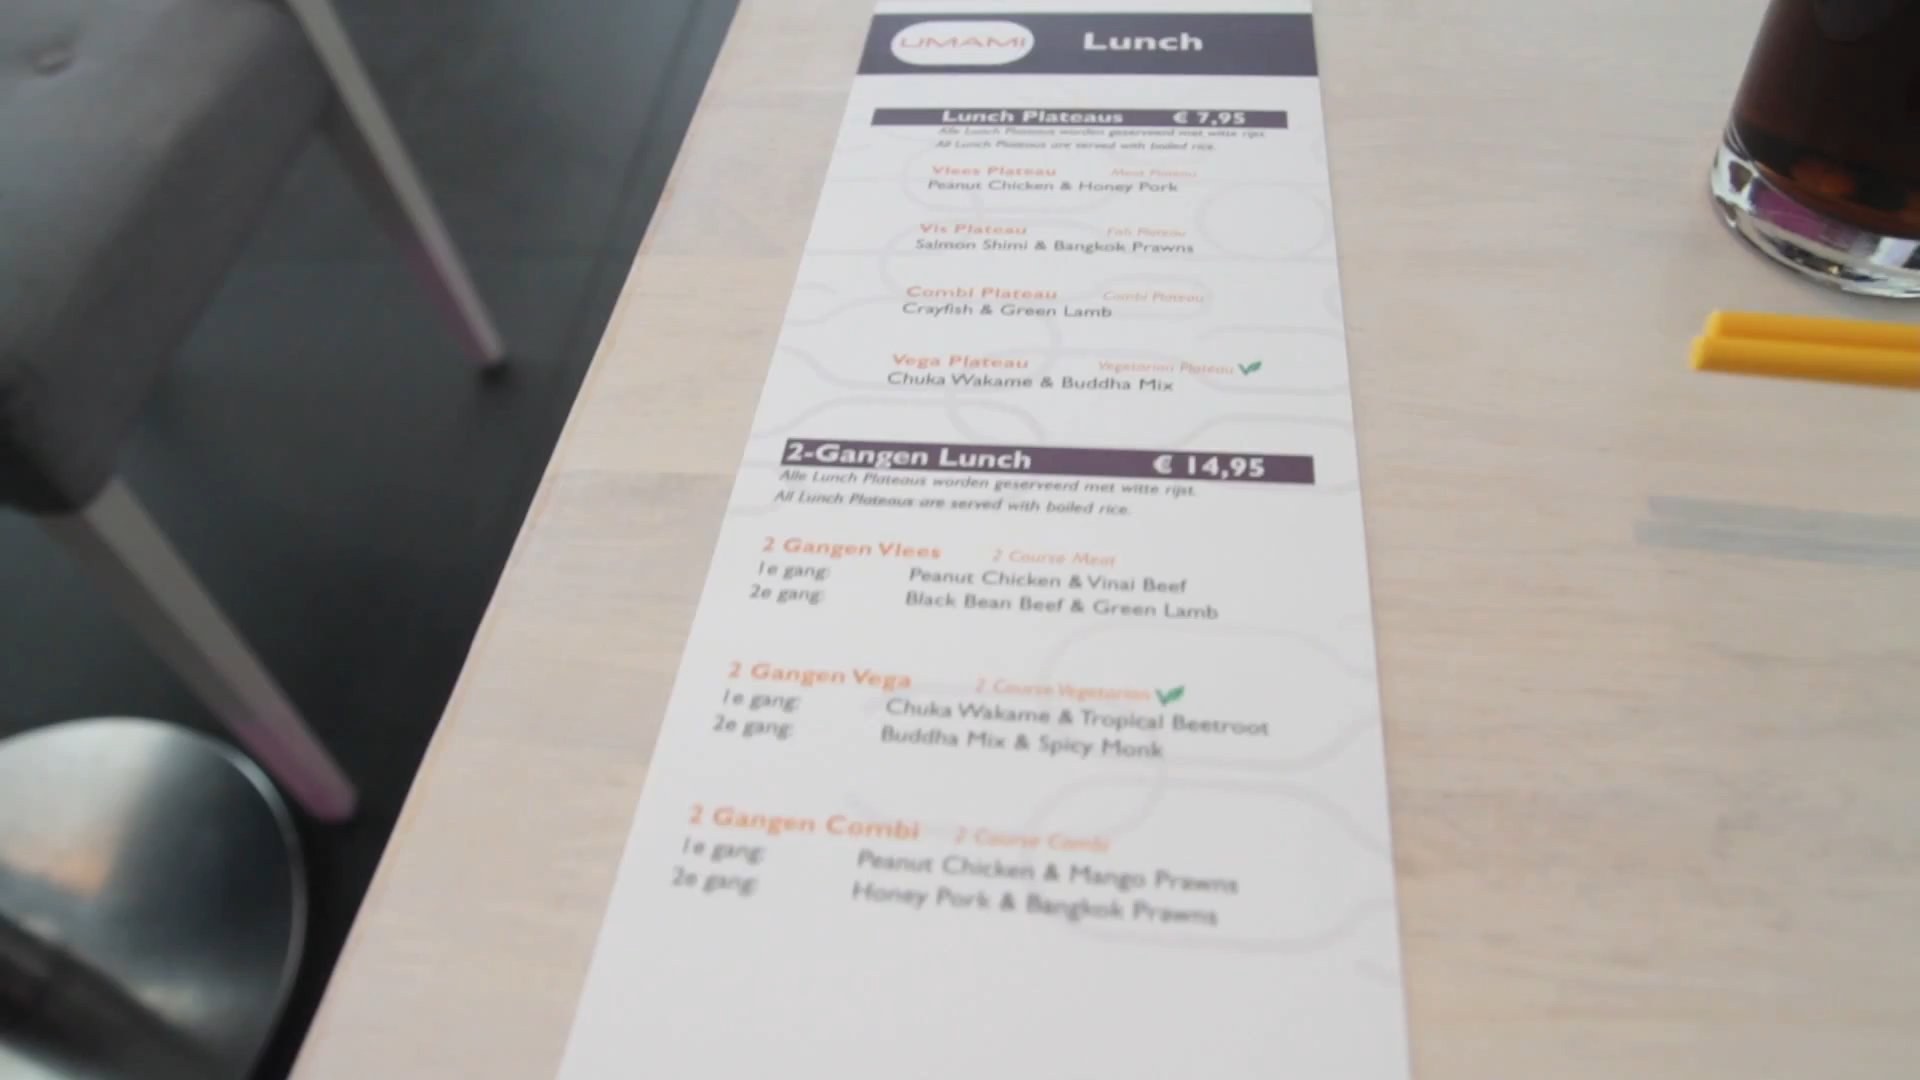 UMAMI Lunch
Lunch Plateaus € 7,95
Alle Lunch Plateaus worden geserveerd met witte rijst.
All Lunch Plateaus are served with boiled rice.
Vlees Plateau Meat Plateau
Peanut Chicken & Honey Pork
Vis Plateau Fish Plateau
Salmon Shimi & Bangkok Prawns
Combi Plateau Combi Plateau
Crayfish & Green Lamb
Vega Plateau Vegetarian Plateau
Chuka Wakame & Buddha Mix
2-Gangen Lunch € 14,95
Alle Lunch Plateaus worden geserveerd met witte rijst.
All Lunch Plateaus are served with boiled rice.
2 Gangen Vlees 2 Course Meat
1e gang: Peanut Chicken & Vinai Beef
2e gang: Black Bean Beef & Green Lamb
2 Gangen Vega 2 Course Vegetarian
1e gang: Chuka Wakame & Tropical Beetroot
2e gang: Buddha Mix & Spicy Monk
2 Gangen Combi 2 Course Combi
1e gang: Peanut Chicken & Mango Prawns
2e gang: Honey Pork & Bangkok Prawns